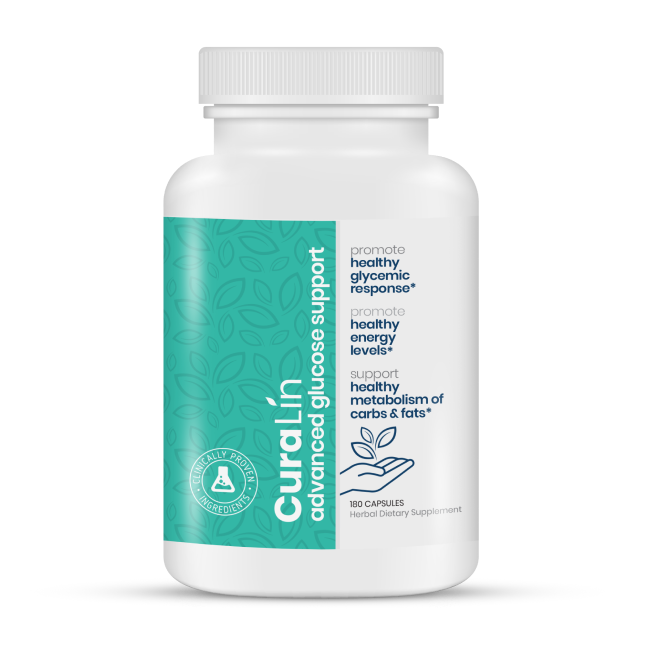 promote
healthy
glycemic
response*
promote
healthy
energy
levels*
support
healthy
metabolism of
carbs & fats*
180 CAPSULES
Herbal Dietary Supplement
curaLin
advanced glucose support
CLINICALLY PROVEN
INGREDIENTS